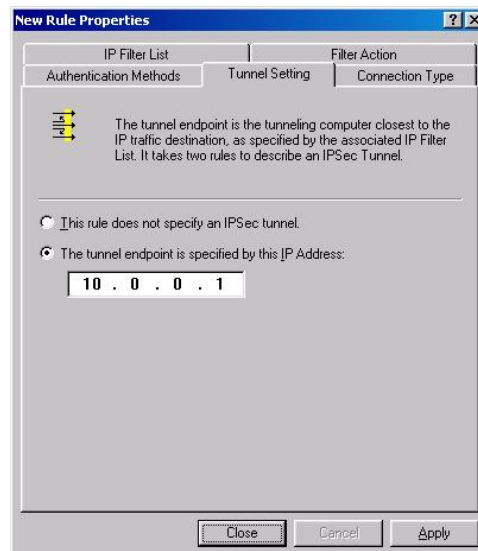 New Rule Properties
IP Filter List
Filter Action
Authentication Methods
Tunnel Setting
Connection Type
The tunnel endpoint is the tunneling computer closest to the
IP traffic destination, as specified by the associated IP Filter
List. It takes two rules to describe an IPSec Tunnel.
This rule does not specify an IPSec tunnel.
The tunnel endpoint is specified by this IP Address:
10 . 0 . 0 . 1
Close
Cancel
Apply